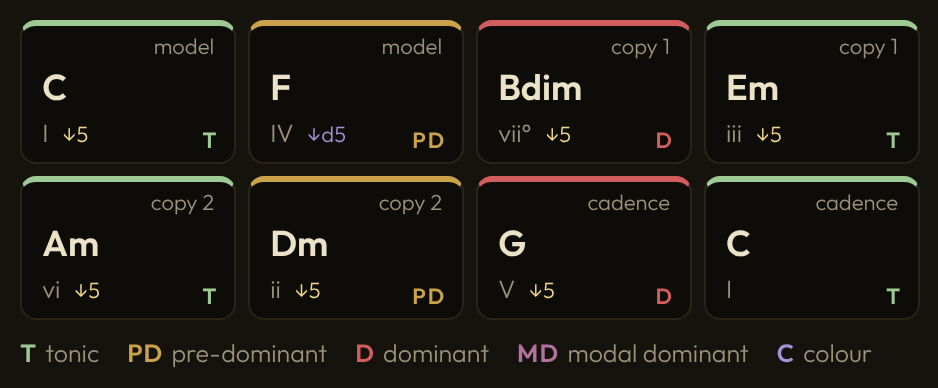 model model copy 1 copy 1
C F Bdim Em
I ↓5 T IV ↓d5 PD vii° ↓5 D iii ↓5 T
copy 2 copy 2 cadence cadence
Am Dm G C
vi ↓5 T ii ↓5 PD V ↓5 D I T
T tonic PD pre-dominant D dominant MD modal dominant C colour